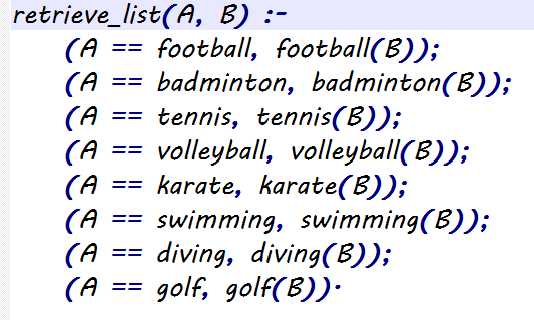 retrieve_list(A, B) :-
(A == football, football(B));
(A == badminton, badminton(B));
(A == tennis, tennis(B));
(A == volleyball, volleyball(B));
(A == karate, karate(B));
(A == swimming, swimming(B));
(A == diving, diving(B));
(A == golf, golf(B)).